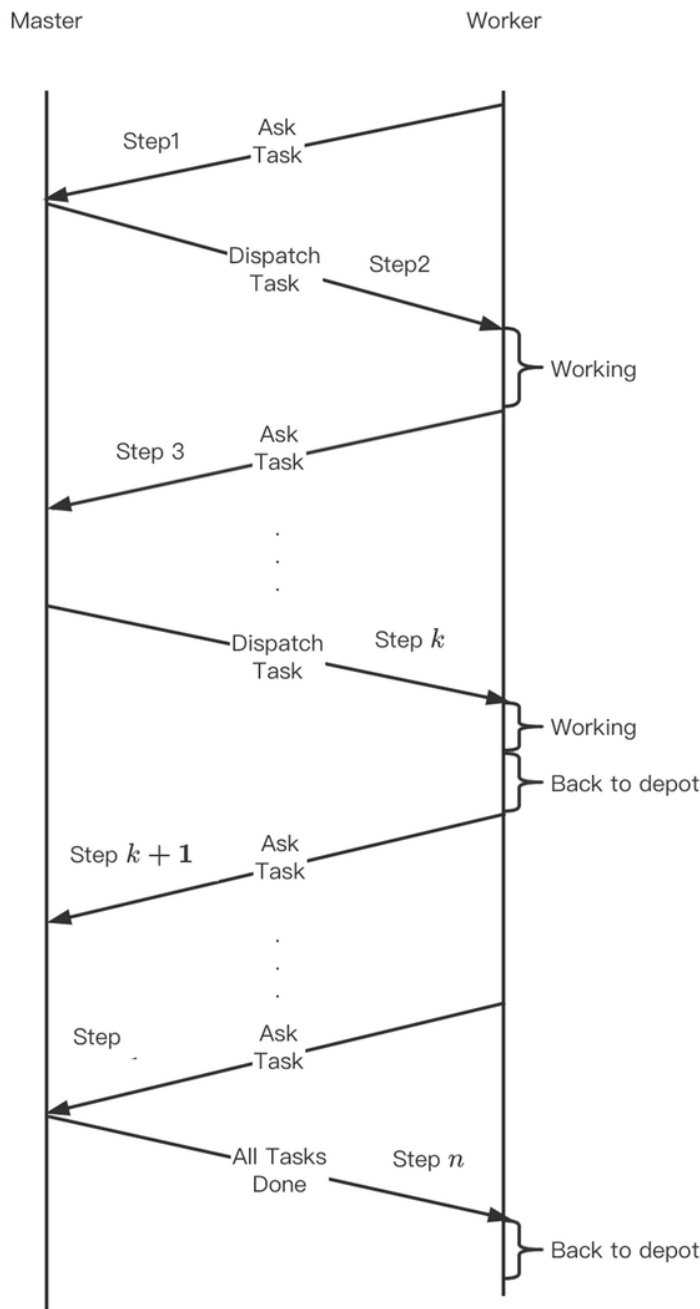 Master
Worker
Step1
Ask
Task
Dispatch
Task
Step2
Working
Step 3
Ask
Task
.
.
.
Dispatch
Task
Step k
Working
Back to depot
Step k + 1
Ask
Task
.
.
.
Step
Ask
Task
All Tasks
Done
Step n
Back to depot